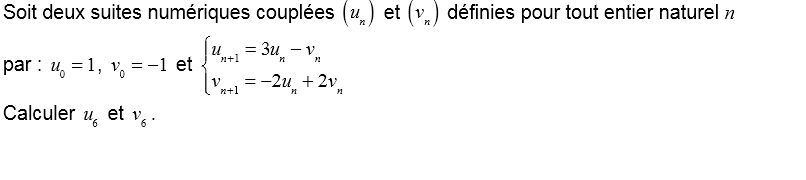 Soit deux suites numériques couplées (u_n) et (v_n) définies pour tout entier naturel n
par : u_0 = 1, v_0 = −1 et { u_{n+1} = 3u_n − v_n
v_{n+1} = −2u_n + 2v_n
Calculer u_6 et v_6.